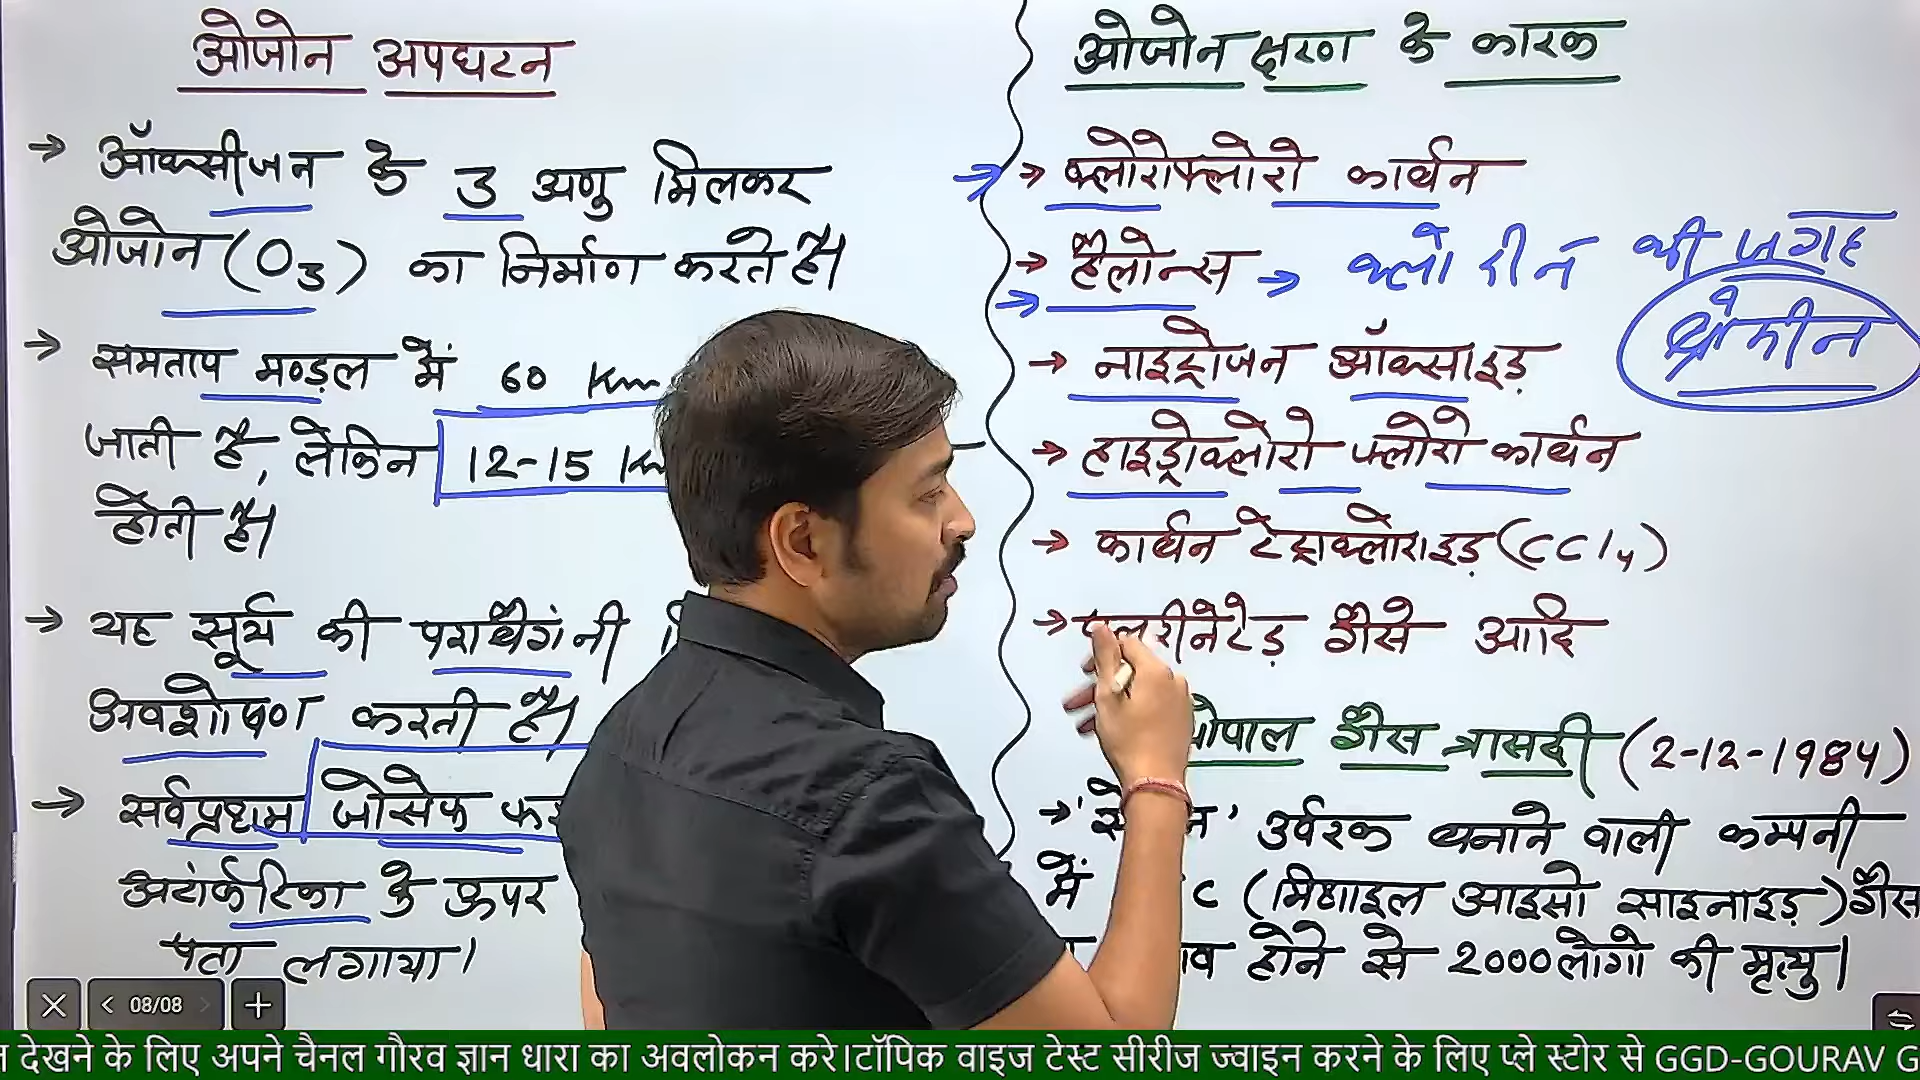 ओजोन अपघटन
→ ऑक्सीजन के 3 अणु मिलकर
ओजोन (O3) का निर्माण करते है।
→ समताप मण्डल में 60 Km
जाती है, लेकिन 12-15 Km
होती है।
→ यह सूर्य की पराबैंगनी
अवशोषण करती है।
→ सर्वप्रथम जोसेफ
अटांर्कटिका के ऊपर
पता लगाया।
ओजोन क्षरण के कारक
→ क्लोरोफ्लोरो कार्बन
→ हैलोन्स → क्लोरीन की जगह
ब्रोमीन
→ नाइट्रोजन ऑक्साइड
→ हाइड्रोक्लोरो फ्लोरो कार्बन
→ कार्बन टेट्राक्लोराइड (CCl4)
→ फ्लूरीनेटेड गैसे आदि
गैस त्रासदी (2-12-1984)
→ उर्वरक बनाने वाली कम्पनी
में C (मिथाइल आइसो साइनाइड) गैस
होने से 2000 लोगो की मृत्यु।
08/08
देखने के लिए अपने चैनल गौरव ज्ञान धारा का अवलोकन करे।टॉपिक वाइज टेस्ट सीरीज ज्वाइन करने के लिए प्ले स्टोर से GGD-GOURAV G